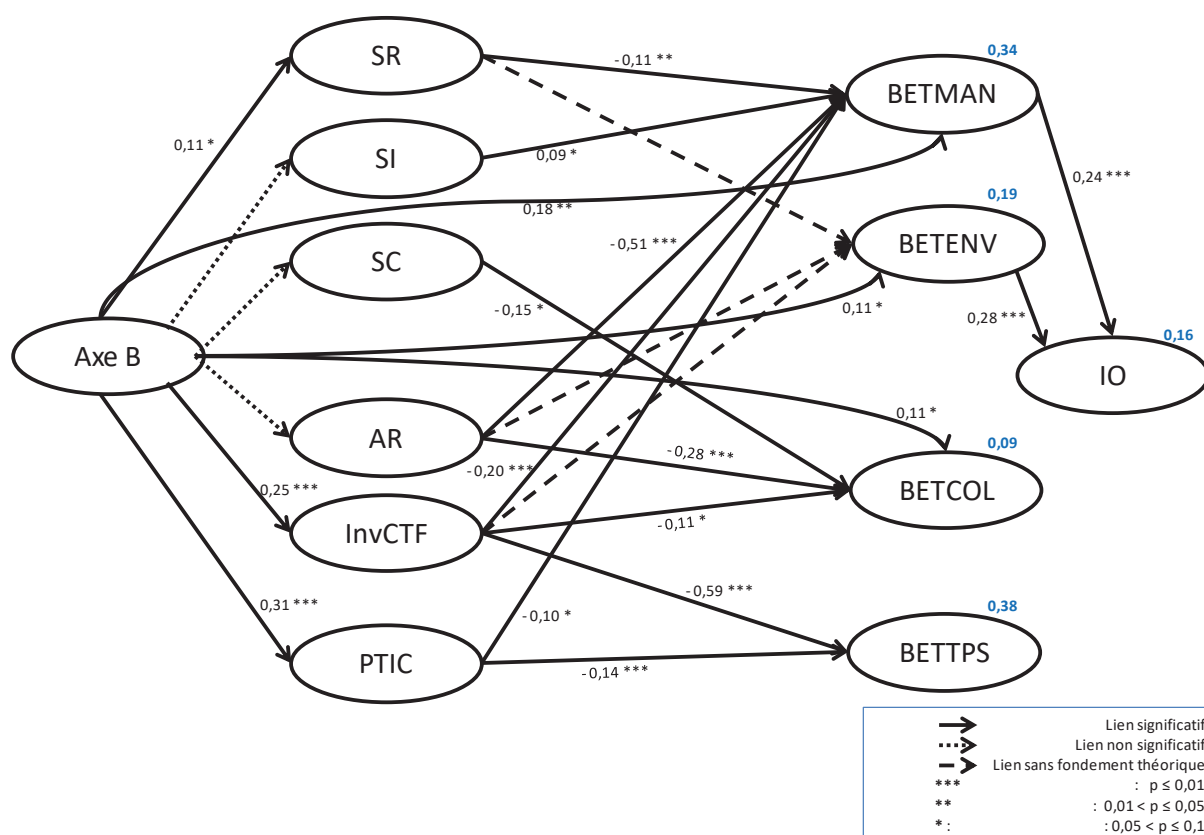 SR
0,34
- 0,11 **
BETMAN
0,11 *
SI
0,09 *
0,24 ***
0,18 **
0,19
SC
- 0,51 ***
BETENV
- 0,15 *
0,11 *
0,28 ***
Axe B
0,16
IO
0,11 *
AR
0,09
- 0,28 ***
- 0,20 ***
0,25 ***
BETCOL
InvCTF
- 0,11 *
- 0,59 ***
0,31 ***
- 0,10 *
0,38
PTIC
BETTPS
- 0,14 ***
Lien significatif
Lien non significatif
Lien sans fondement théorique
*** : p ≤ 0,01
** : 0,01 < p ≤ 0,05
* : : 0,05 < p ≤ 0,1